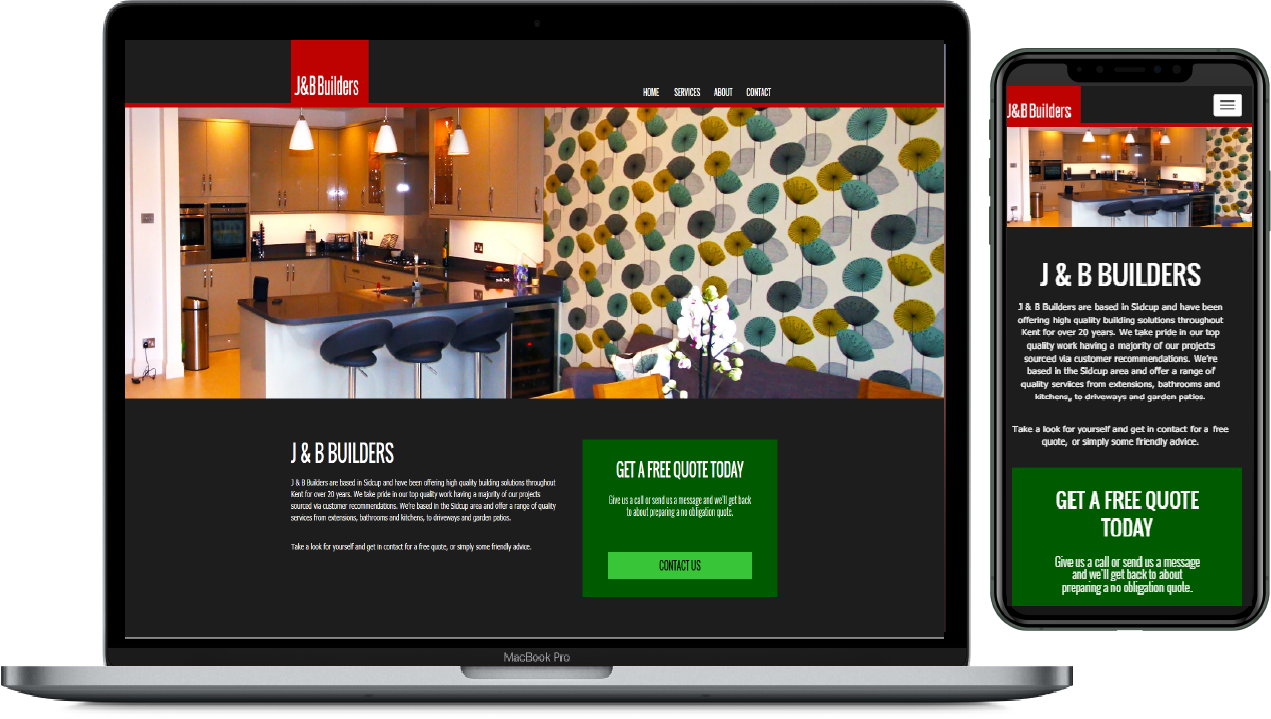 J&B Builders
HOME SERVICES ABOUT CONTACT
J & B BUILDERS
J & B Builders are based in Sidcup and have been offering high quality building solutions throughout
Kent for over 20 years. We take pride in our top quality work having a majority of our projects
sourced via customer recommendations. We're based in the Sidcup area and offer a range of quality
services from extensions, bathrooms and kitchens, to driveways and garden patios.
Take a look for yourself and get in contact for a free quote, or simply some friendly advice.
GET A FREE QUOTE TODAY
Give us a call or send us a message and we'll get back
to about preparing a no obligation quote.
CONTACT US
MacBook Pro
J&B Builders
J & B BUILDERS
J & B Builders are based in Sidcup and have been
offering high quality building solutions throughout
Kent for over 20 years. We take pride in our top
quality work having a majority of our projects
sourced via customer recommendations. We're
based in the Sidcup area and offer a range of
quality services from extensions, bathrooms and
kitchens, to driveways and garden patios.
Take a look for yourself and get in contact for a free
quote, or simply some friendly advice.
GET A FREE QUOTE
TODAY
Give us a call or send us a message
and we'll get back to about
preparing a no obligation quote.